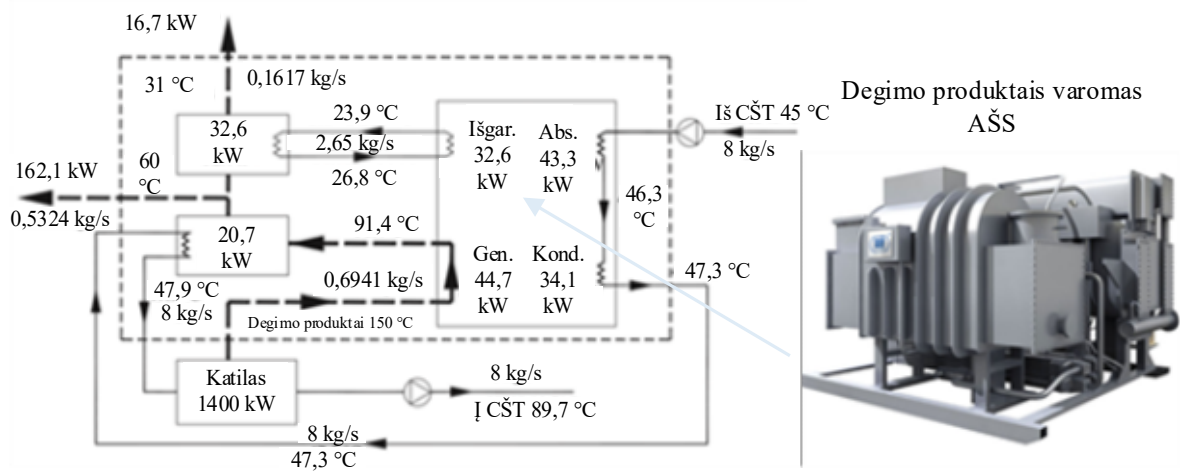 16,7 kW
31 °C
0,1617 kg/s
32,6
kW
23,9 °C
2,65 kg/s
26,8 °C
Išgar.
32,6
kW
Abs.
43,3
kW
Iš CŠT 45 °C
8 kg/s
Degimo produktais varomas
AŠS
162,1 kW
60
°C
0,5324 kg/s
20,7
kW
91,4 °C
46,3
°C
Gen.
44,7
kW
Kond.
34,1
kW
47,3 °C
47,9 °C
8 kg/s
0,6941 kg/s
Degimo produktai 150 °C
Katilas
1400 kW
8 kg/s
Į CŠT 89,7 °C
8 kg/s
47,3 °C